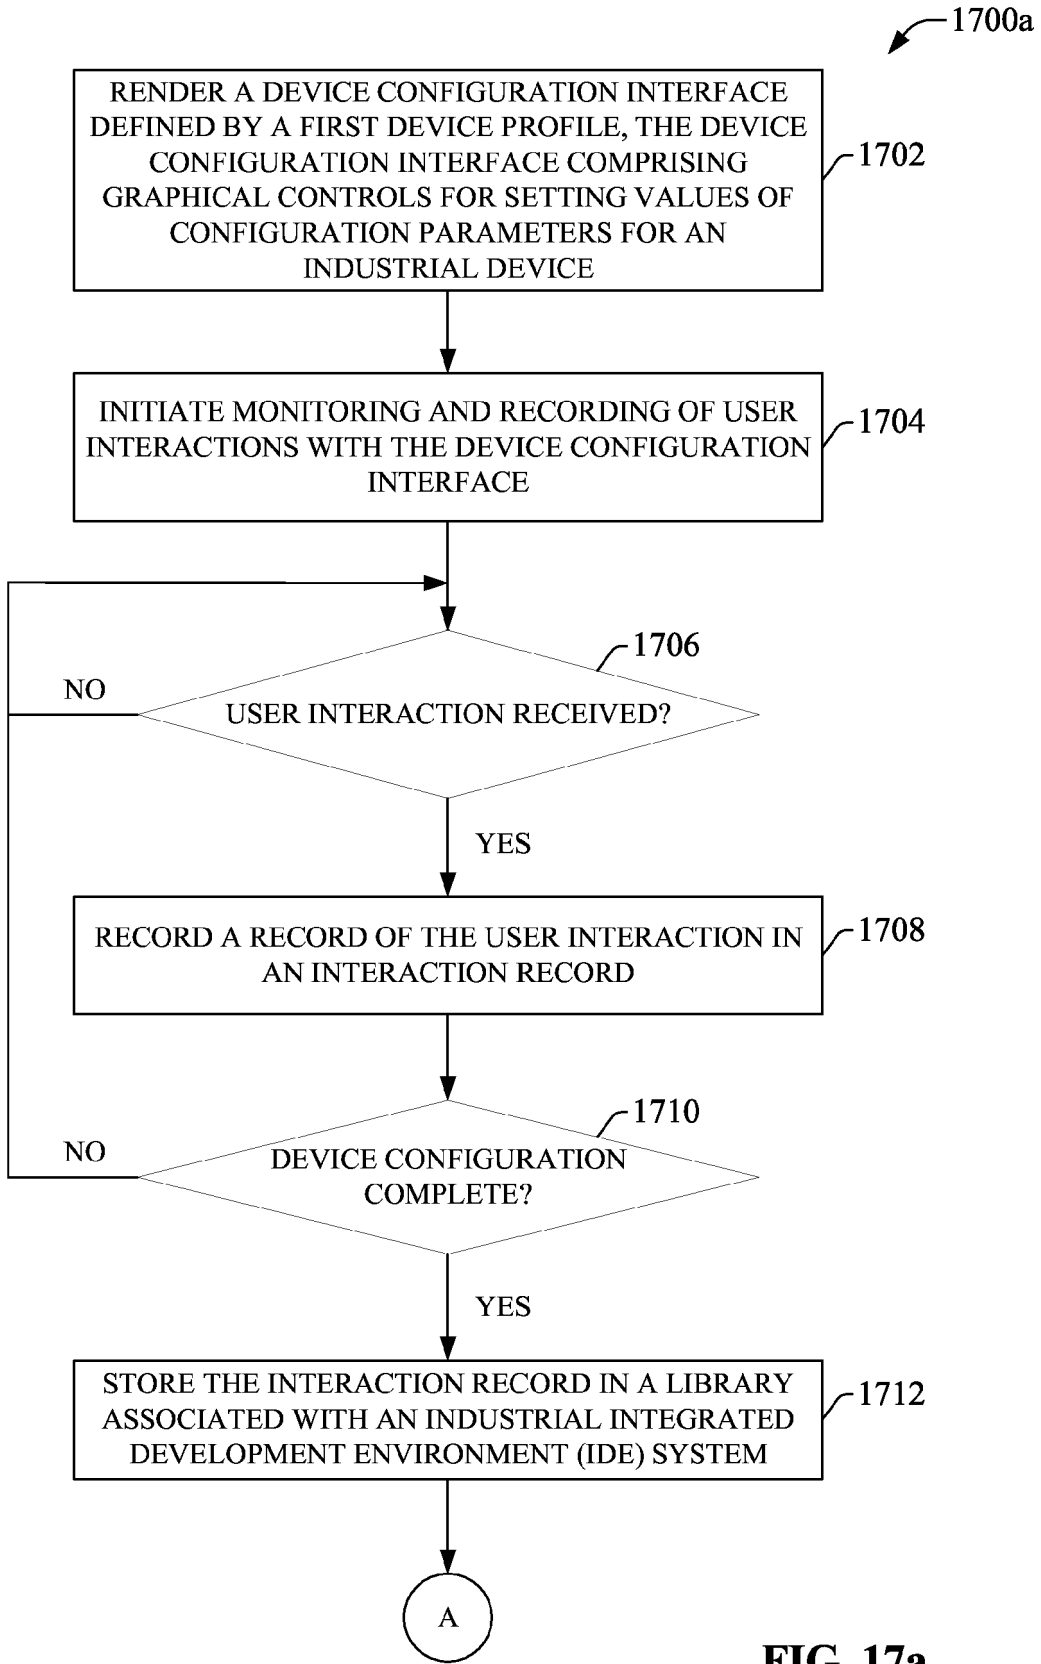 1700a
RENDER A DEVICE CONFIGURATION INTERFACE
DEFINED BY A FIRST DEVICE PROFILE, THE DEVICE
CONFIGURATION INTERFACE COMPRISING
GRAPHICAL CONTROLS FOR SETTING VALUES OF
CONFIGURATION PARAMETERS FOR AN
INDUSTRIAL DEVICE
1702
INITIATE MONITORING AND RECORDING OF USER
INTERACTIONS WITH THE DEVICE CONFIGURATION
INTERFACE
1704
1706
NO
USER INTERACTION RECEIVED?
YES
RECORD A RECORD OF THE USER INTERACTION IN
AN INTERACTION RECORD
1708
1710
NO
DEVICE CONFIGURATION
COMPLETE?
YES
STORE THE INTERACTION RECORD IN A LIBRARY
ASSOCIATED WITH AN INDUSTRIAL INTEGRATED
DEVELOPMENT ENVIRONMENT (IDE) SYSTEM
1712
A
FIG. 17a